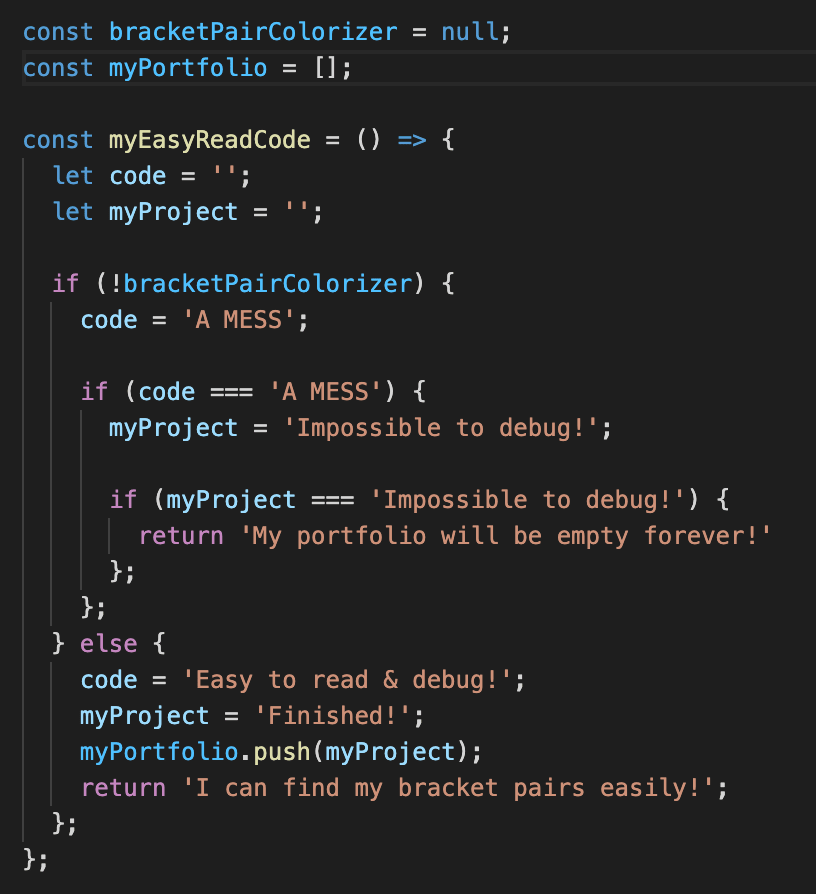 const bracketPairColorizer = null;
const myPortfolio = [];
const myEasyReadCode = () => {
let code = '';
let myProject = '';
if (!bracketPairColorizer) {
code = 'A MESS';
if (code === 'A MESS') {
myProject = 'Impossible to debug!';
if (myProject === 'Impossible to debug!') {
return 'My portfolio will be empty forever!'
};
};
} else {
code = 'Easy to read & debug!';
myProject = 'Finished!';
myPortfolio.push(myProject);
return 'I can find my bracket pairs easily!';
};
};